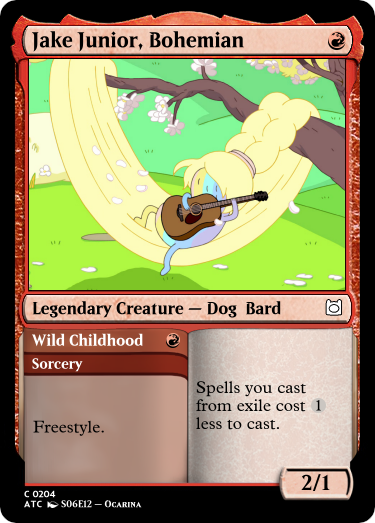 Jake Junior, Bohemian
Legendary Creature — Dog Bard
Wild Childhood
Sorcery
Freestyle.
Spells you cast
from exile cost 1
less to cast.
2/1
C 0204
ATC S06E12 — Ocarina